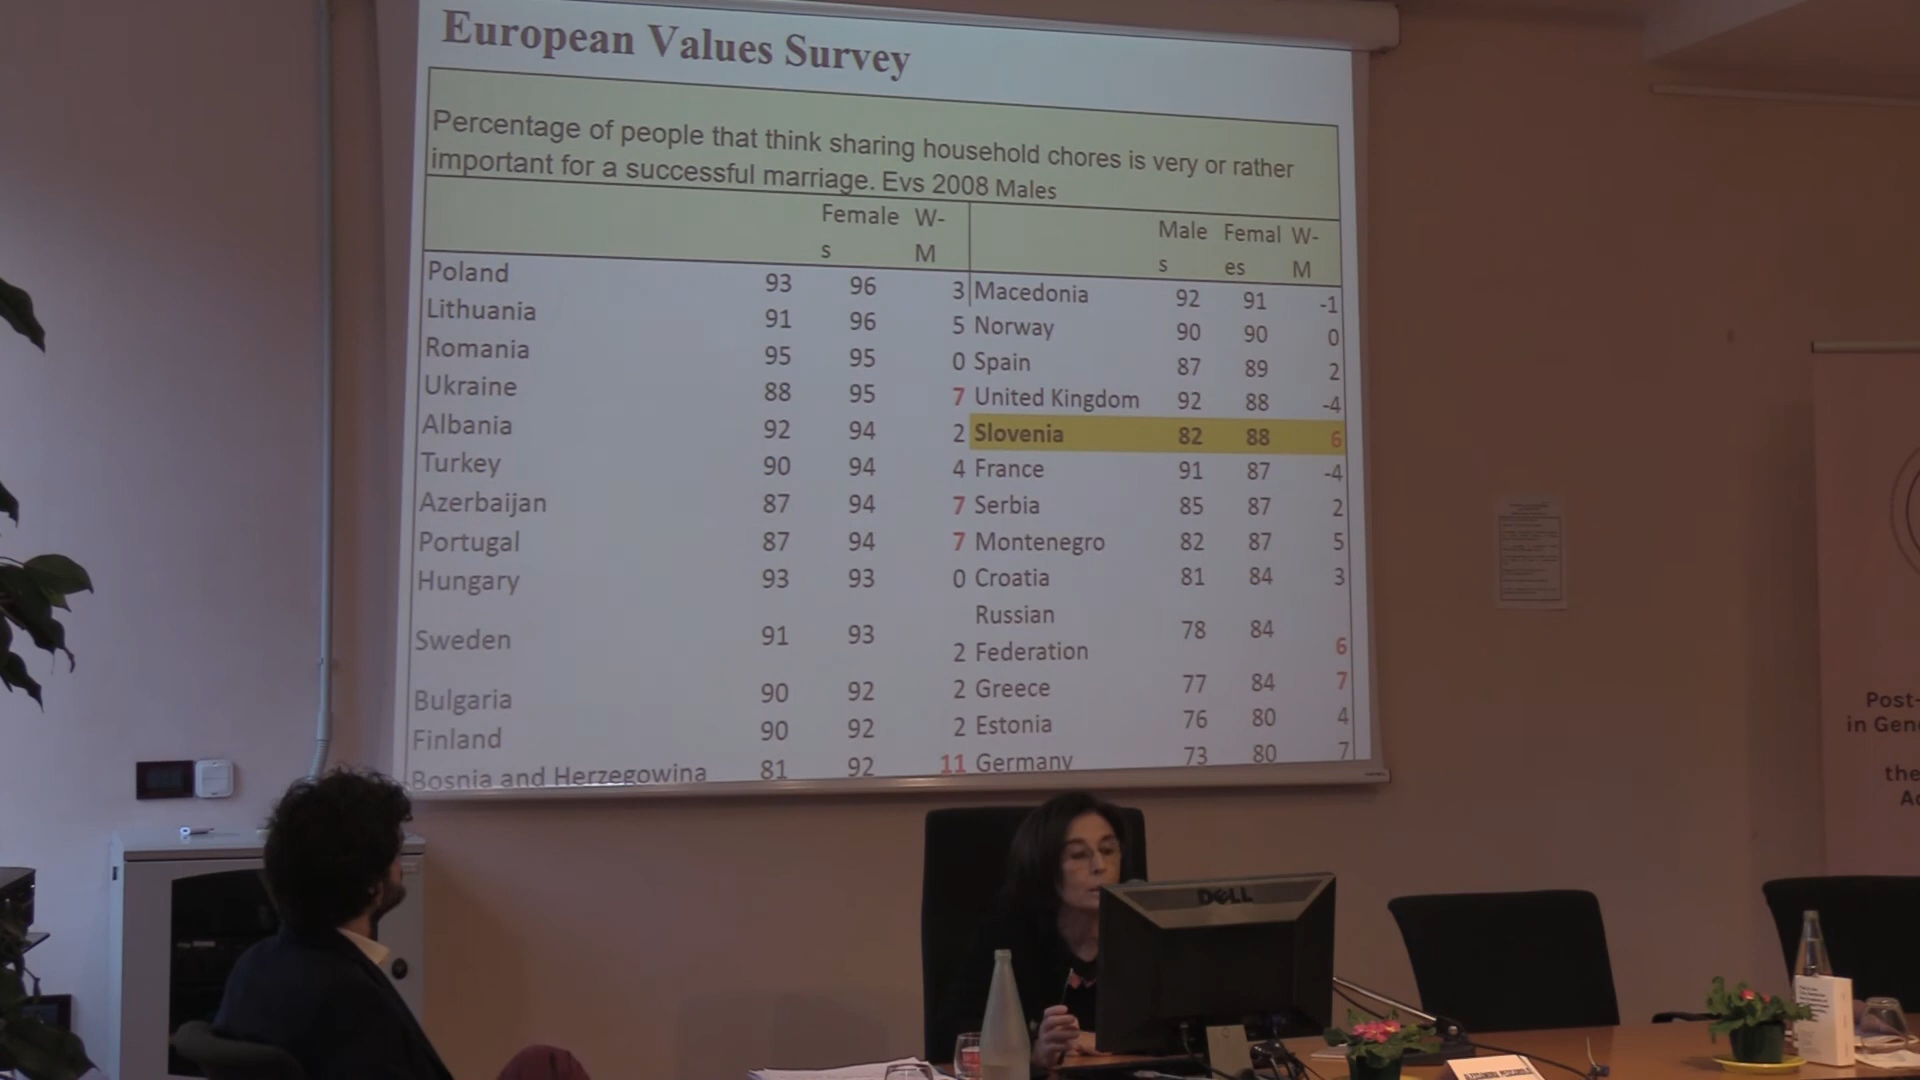 European Values Survey
Percentage of people that think sharing household chores is very or rather
important for a successful marriage. Evs 2008 Males
Female W-
s M
Male Femal W-
s es M
Poland 93 96 3 Macedonia 92 91 -1
Lithuania 91 96 5 Norway 90 90 0
Romania 95 95 0 Spain 87 89 2
Ukraine 88 95 7 United Kingdom 92 88 -4
Albania 92 94 2 Slovenia 82 88 6
Turkey 90 94 4 France 91 87 -4
Azerbaijan 87 94 7 Serbia 85 87 2
Portugal 87 94 7 Montenegro 82 87 5
Hungary 93 93 0 Croatia 81 84 3
Sweden 91 93 2 Russian
Federation 78 84 6
Bulgaria 90 92 2 Greece 77 84 7
Finland 90 92 2 Estonia 76 80 4
Bosnia and Herzegowina 81 92 11 Germany 73 80 7
DELL
Post-
in Gen
the